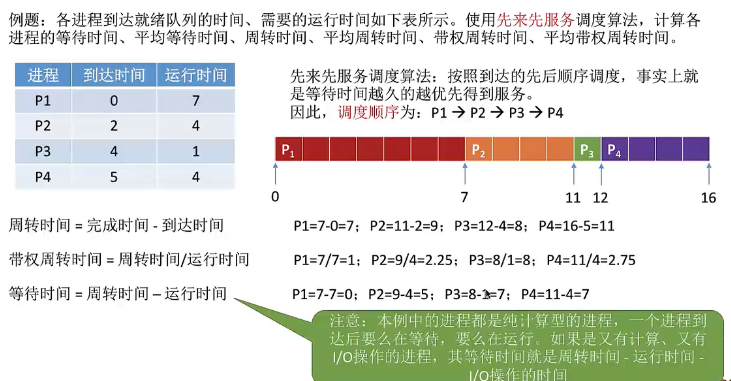 例题：各进程到达就绪队列的时间、需要的运行时间如下表所示。使用先来先服务调度算法，计算各
进程的等待时间、平均等待时间、周转时间、平均周转时间、带权周转时间、平均带权周转时间。
进程 到达时间 运行时间
P1 0 7
P2 2 4
P3 4 1
P4 5 4
先来先服务调度算法：按照到达的先后顺序调度，事实上就
是等待时间越久的越优先得到服务。
因此，调度顺序为：P1 → P2 → P3 → P4
P1 P2 P3 P4
0 7 11 12 16
周转时间 = 完成时间 - 到达时间 P1=7-0=7；P2=11-2=9；P3=12-4=8；P4=16-5=11
带权周转时间 = 周转时间/运行时间 P1=7/7=1；P2=9/4=2.25；P3=8/1=8；P4=11/4=2.75
等待时间 = 周转时间 – 运行时间 P1=7-7=0；P2=9-4=5；P3=8-1=7；P4=11-4=7
注意：本例中的进程都是纯计算型的进程，一个进程到
达后要么在等待，要么在运行。如果是又有计算、又有
I/O操作的进程，其等待时间就是周转时间 - 运行时间 -
I/O操作的时间